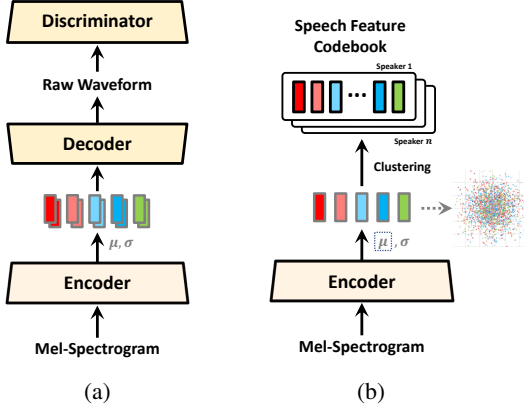 Discriminator
Raw Waveform
Decoder
μ, σ
Encoder
Mel-Spectrogram
(a)
Speech Feature
Codebook
Speaker 1
Speaker n
Clustering
μ, σ
Encoder
Mel-Spectrogram
(b)